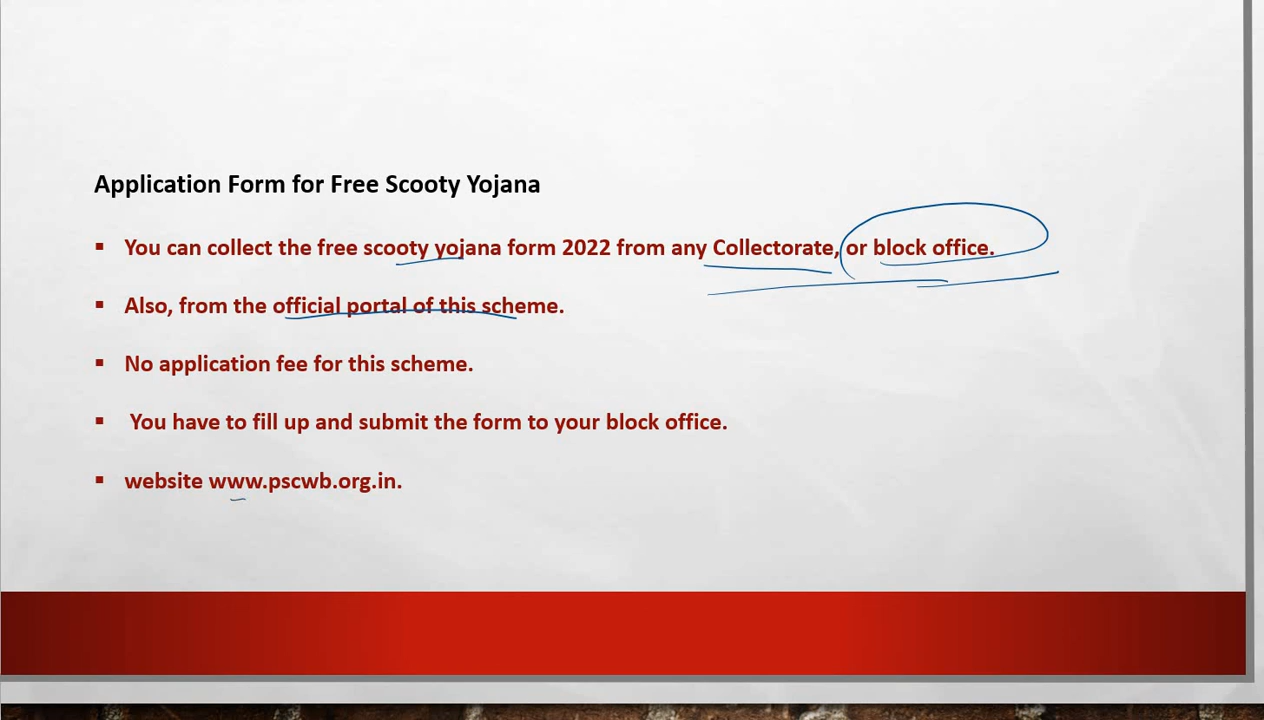 Application Form for Free Scooty Yojana
▪ You can collect the free scooty yojana form 2022 from any Collectorate, or block office.
▪ Also, from the official portal of this scheme.
▪ No application fee for this scheme.
▪ You have to fill up and submit the form to your block office.
▪ website www.pscwb.org.in.